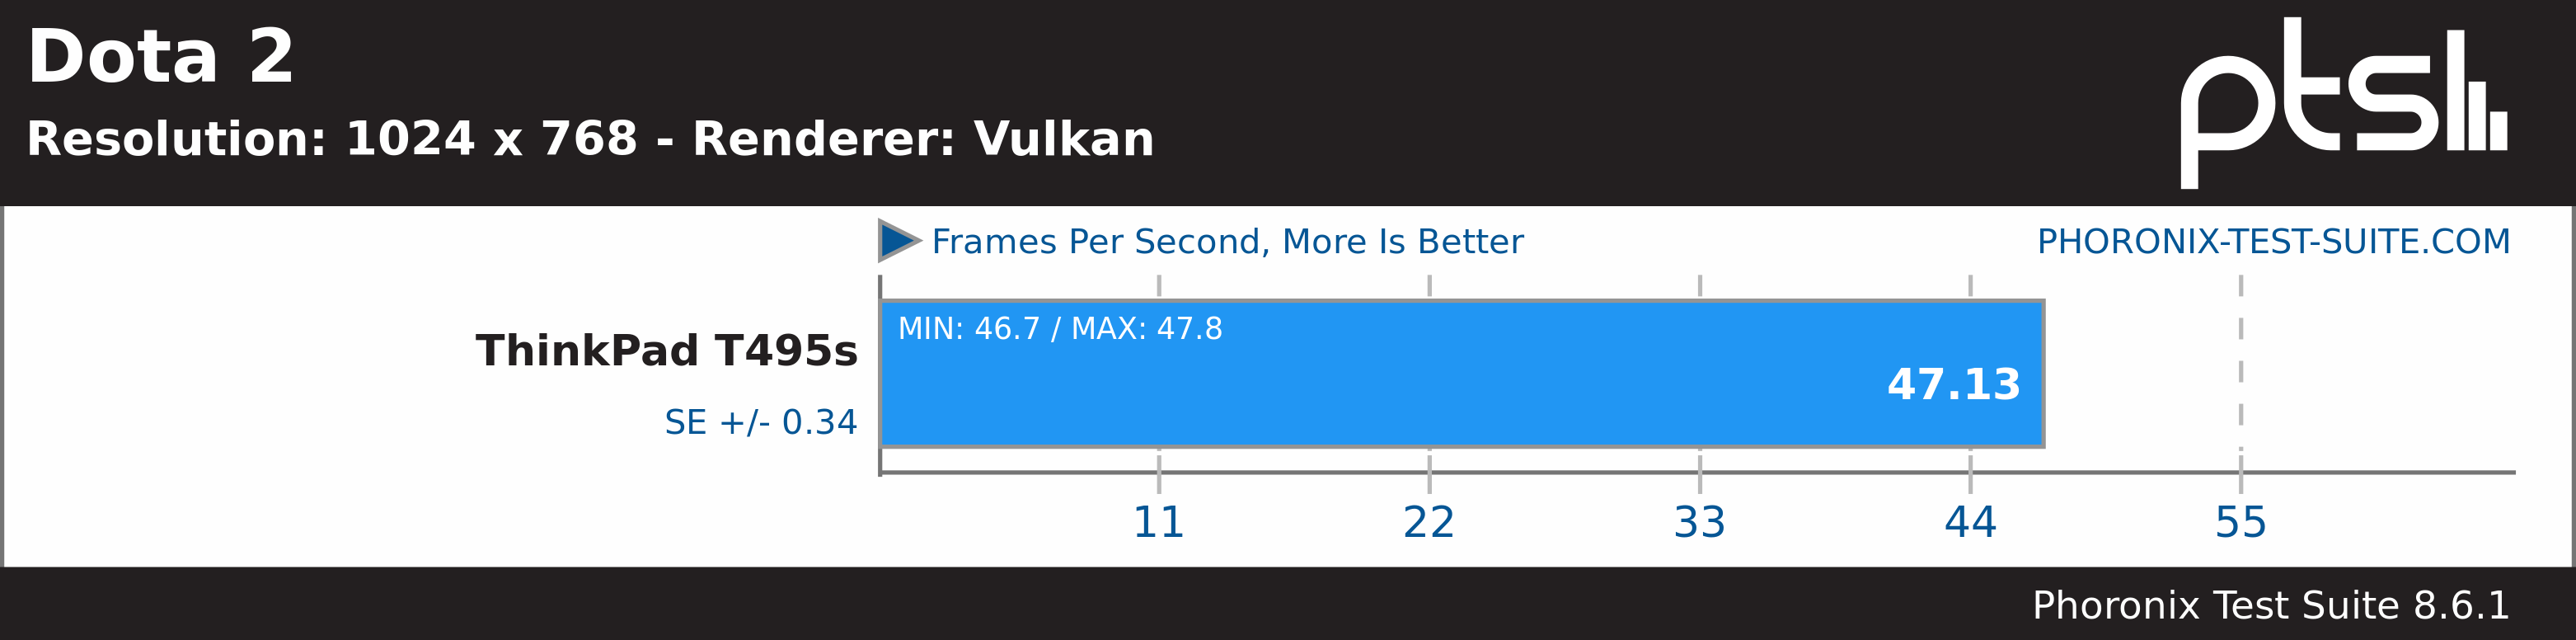 Dota 2
Resolution: 1024 x 768 - Renderer: Vulkan
ptsl
Frames Per Second, More Is Better
PHORONIX-TEST-SUITE.COM
ThinkPad T495s
SE +/- 0.34
MIN: 46.7 / MAX: 47.8
47.13
11 22 33 44 55
Phoronix Test Suite 8.6.1